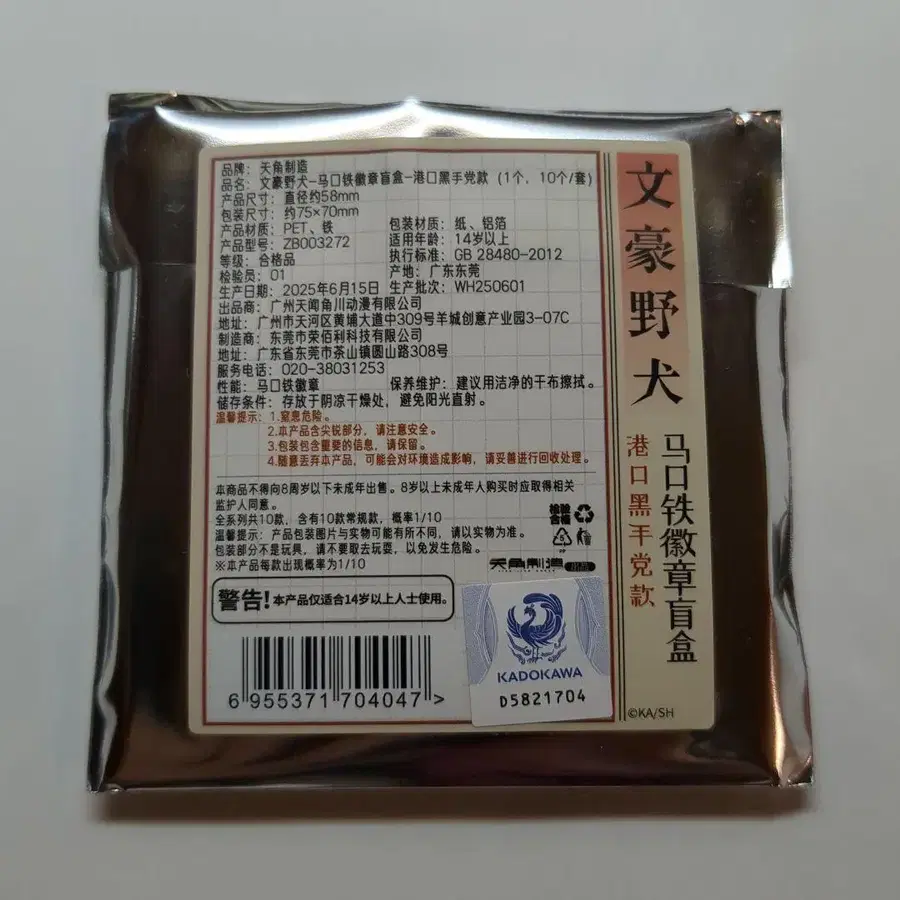 品牌：天角制造
品名：文豪野犬-马口铁徽章盲盒-港口黑手党款（1个，10个/套）
产品尺寸：直径约58mm
包装尺寸：约75×70mm
产品材质：PET、铁 包装材质：纸、铝箔
产品型号：ZB003272 适用年龄：14岁以上
等级：合格品 执行标准：GB 28480-2012
检验员：01 产地：广东东莞
生产日期：2025年6月15日 生产批次：WH250601
出品商：广州天闻角川动漫有限公司
地址：广州市天河区黄埔大道中309号羊城创意产业园3-07C
制造商：东莞市荣佰利科技有限公司
地址：广东省东莞市茶山镇圆山路308号
服务电话：020-38031253
性能：马口铁徽章 保养维护：建议用洁净的干布擦拭。
储存条件：存放于阴凉干燥处，避免阳光直射。
温馨提示：1.窒息危险。
2.本产品含尖锐部分，请注意安全。
3.包装包含重要的信息，请保留。
4.随意丢弃本产品，可能会对环境造成影响，请妥善进行回收处理。
本商品不得向8周岁以下未成年出售。8岁以上未成年人购买时应取得相关
监护人同意。
全系列共10款，含有10款常规款，概率1/10
温馨提示：产品包装图片与实物可能有所不同，请以实物为准。
包装部分不是玩具，请不要取去玩耍，以免发生危险。
※本产品每款出现概率为1/10
检验
合格
天角制造
警告！本产品仅适合14岁以上人士使用。
6 955371 704047 >
KADOKAWA
D5821704
文豪野犬
马口铁徽章盲盒
港口黑手党款
©KA/SH